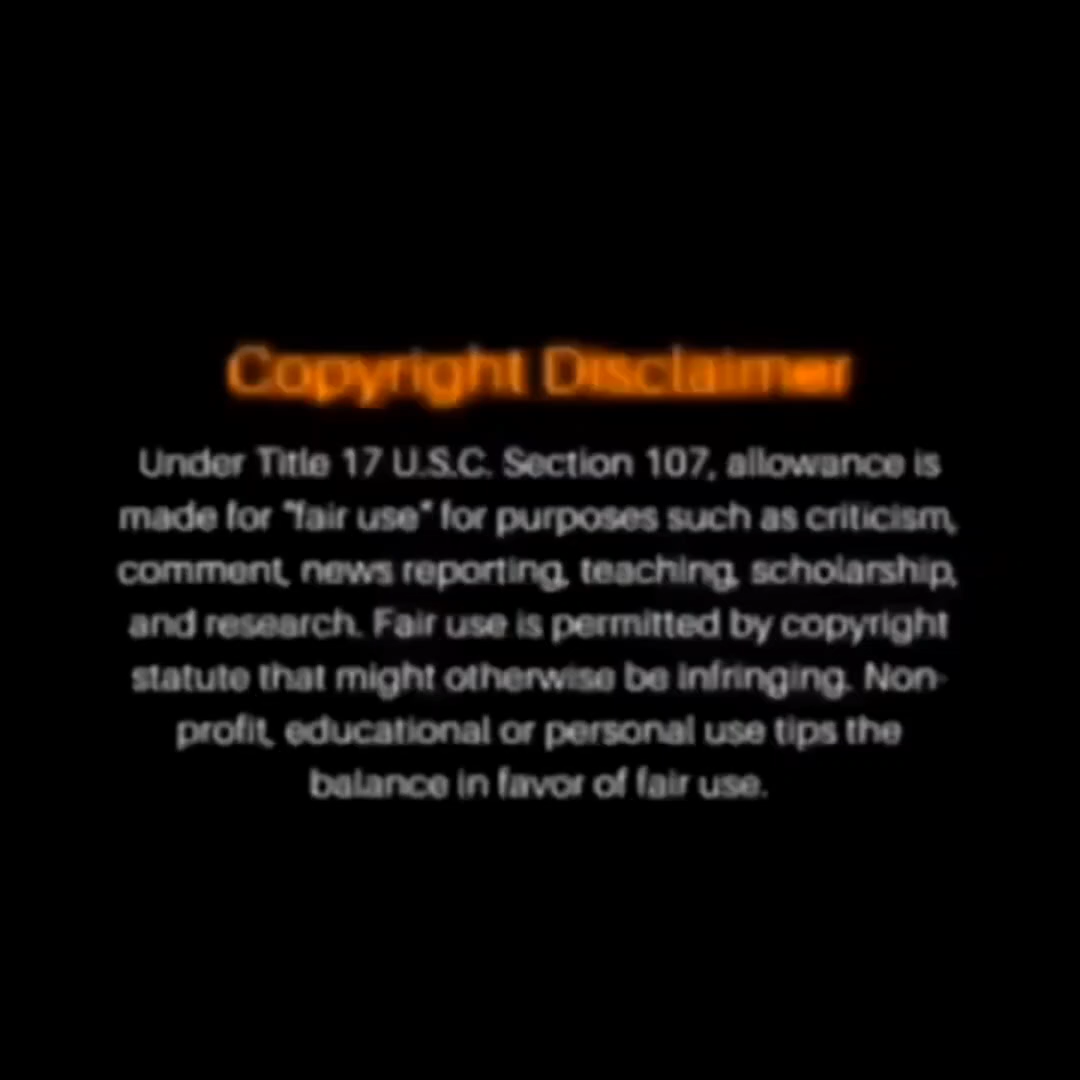 Copyright Disclaimer
Under Title 17 U.S.C. Section 107, allowance is
made for "fair use" for purposes such as criticism,
comment, news reporting, teaching, scholarship,
and research. Fair use is permitted by copyright
statute that might otherwise be infringing. Non-
profit, educational or personal use tips the
balance in favor of fair use.